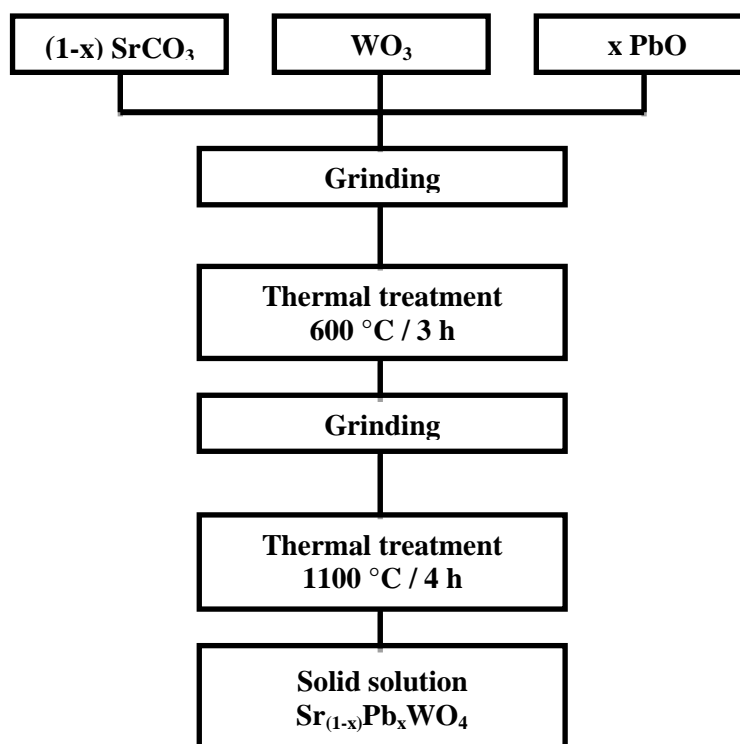 (1-x) SrCO₃
WO₃
x PbO
Grinding
Thermal treatment
600 °C / 3 h
Grinding
Thermal treatment
1100 °C / 4 h
Solid solution
Sr₍₁₋ₓ₎PbₓWO₄